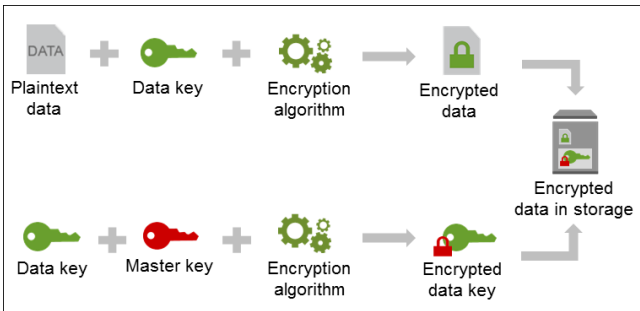 DATA
Plaintext
data
Data key
Encryption
algorithm
Encrypted
data
Encrypted
data in storage
Data key
Master key
Encryption
algorithm
Encrypted
data key